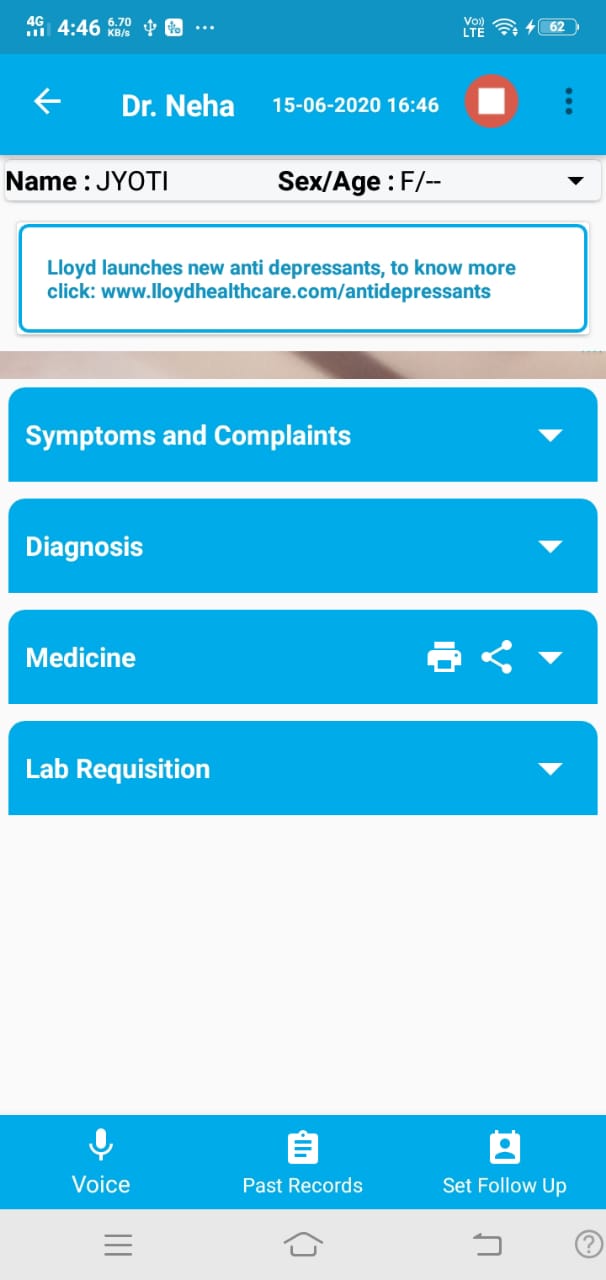 4G 4:46 6.70 KB/s ... Vo)) LTE 62
Dr. Neha 15-06-2020 16:46
Name : JYOTI Sex/Age : F/--
Lloyd launches new anti depressants, to know more
click: www.lloydhealthcare.com/antidepressants
Symptoms and Complaints
Diagnosis
Medicine
Lab Requisition
Voice Past Records Set Follow Up
?